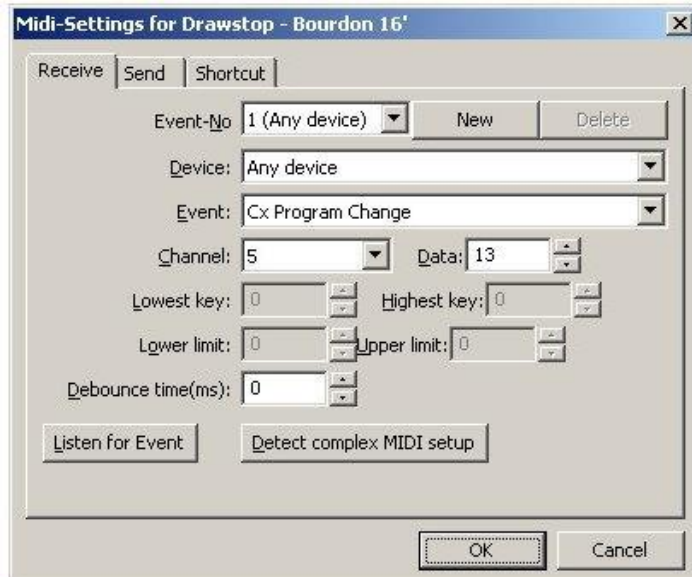 Midi-Settings for Drawstop - Bourdon 16'
Receive Send Shortcut
Event-No 1 (Any device) New Delete
Device: Any device
Event: Cx Program Change
Channel: 5 Data: 13
Lowest key: 0 Highest key: 0
Lower limit: 0 Upper limit: 0
Debounce time(ms): 0
Listen for Event Detect complex MIDI setup
OK Cancel